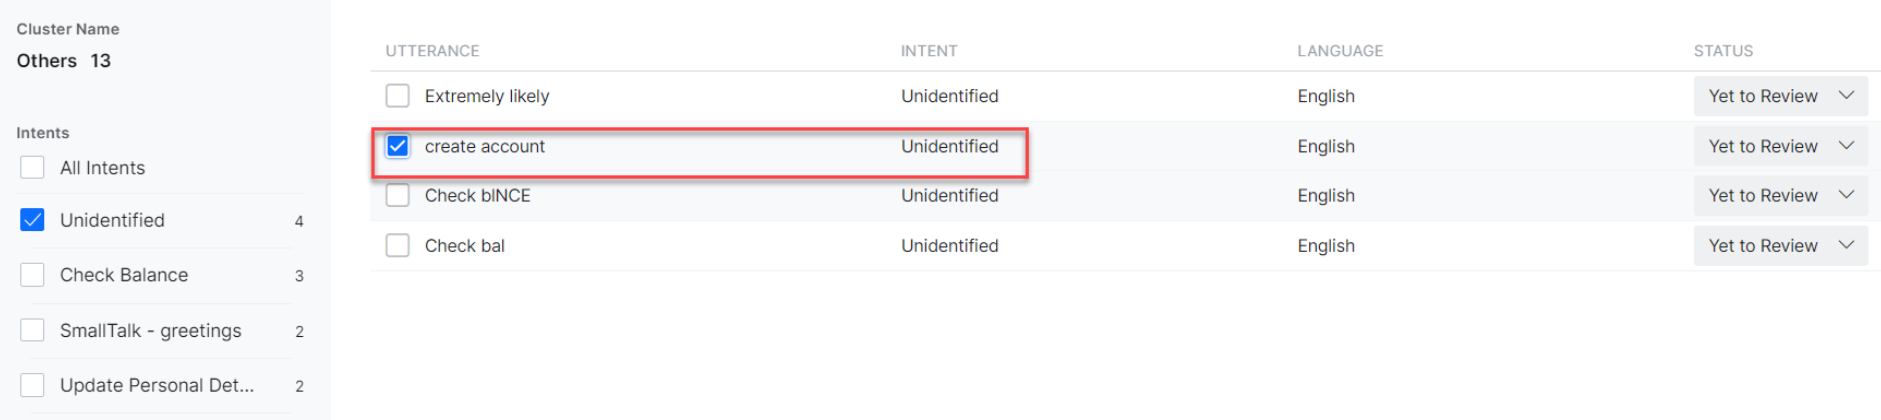 Cluster Name
Others 13
Intents
All Intents
Unidentified 4
Check Balance 3
SmallTalk - greetings 2
Update Personal Det... 2
UTTERANCE INTENT LANGUAGE STATUS
Extremely likely Unidentified English Yet to Review
create account Unidentified English Yet to Review
Check blNCE Unidentified English Yet to Review
Check bal Unidentified English Yet to Review